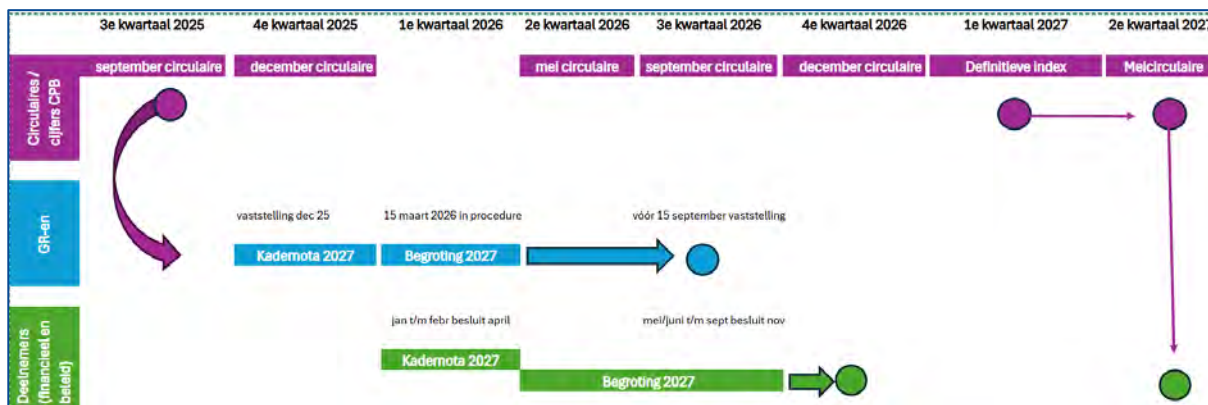 3e kwartaal 2025 4e kwartaal 2025 1e kwartaal 2026 2e kwartaal 2026 3e kwartaal 2026 4e kwartaal 2026 1e kwartaal 2027 2e kwartaal 2027
Circulaires /
cijfers CPB
september circulaire december circulaire mei circulaire september circulaire december circulaire Definitieve index Meicirculaire
GR-en
vaststelling dec 25 15 maart 2026 in procedure vóór 15 september vaststelling
Kadernota 2027 Begroting 2027
Deelnemers
(financieel en
beleid)
jan t/m febr besluit april mei/juni t/m sept besluit nov
Kadernota 2027
Begroting 2027